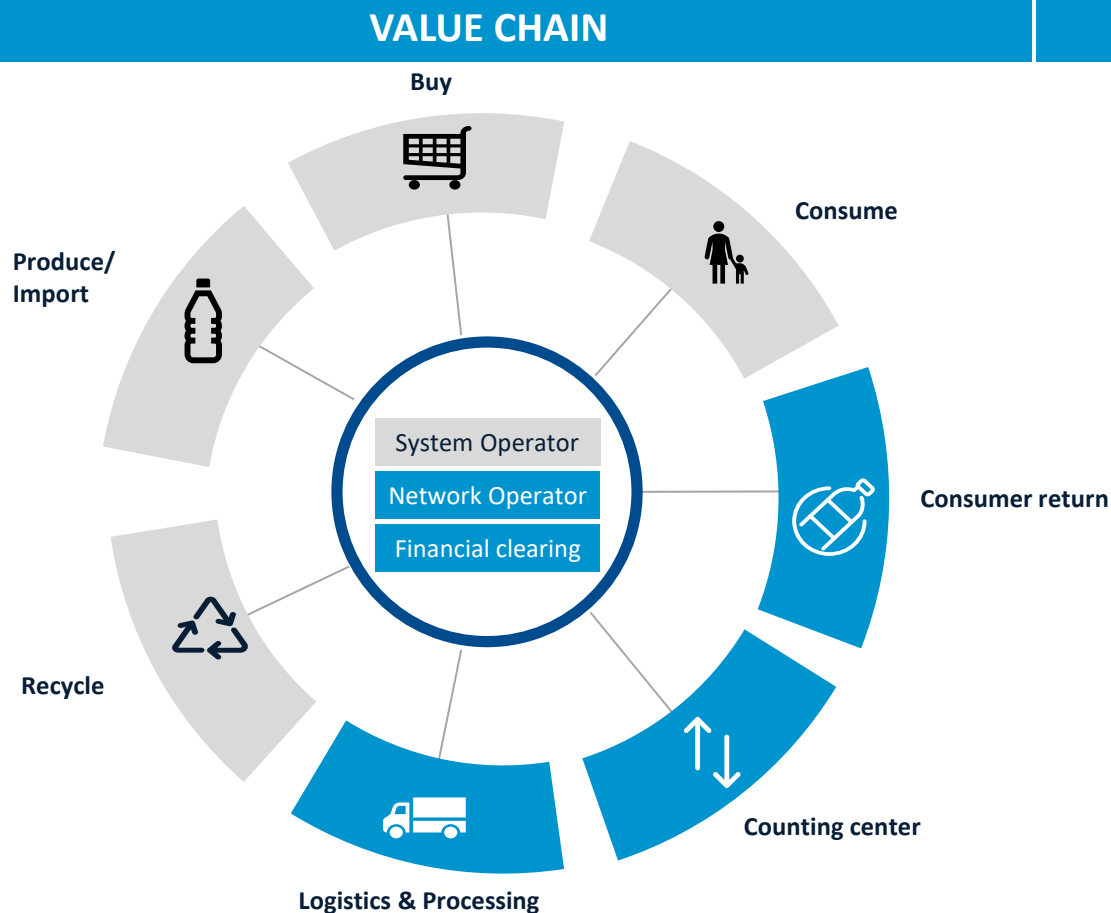 VALUE CHAIN
Buy
Consume
Produce/
Import
System Operator
Network Operator
Financial clearing
Consumer return
Recycle
Counting center
Logistics & Processing